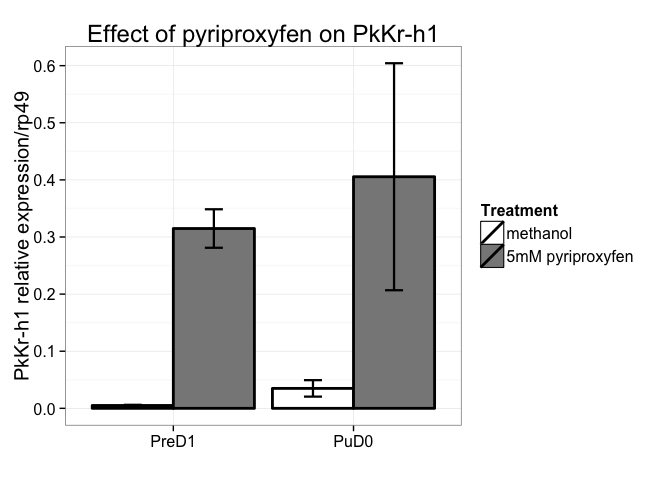 Effect of pyriproxyfen on PkKr-h1
PkKr-h1 relative expression/rp49
0.6
0.5
0.4
0.3
0.2
0.1
0.0
PreD1
PuD0
Treatment
methanol
5mM pyriproxyfen